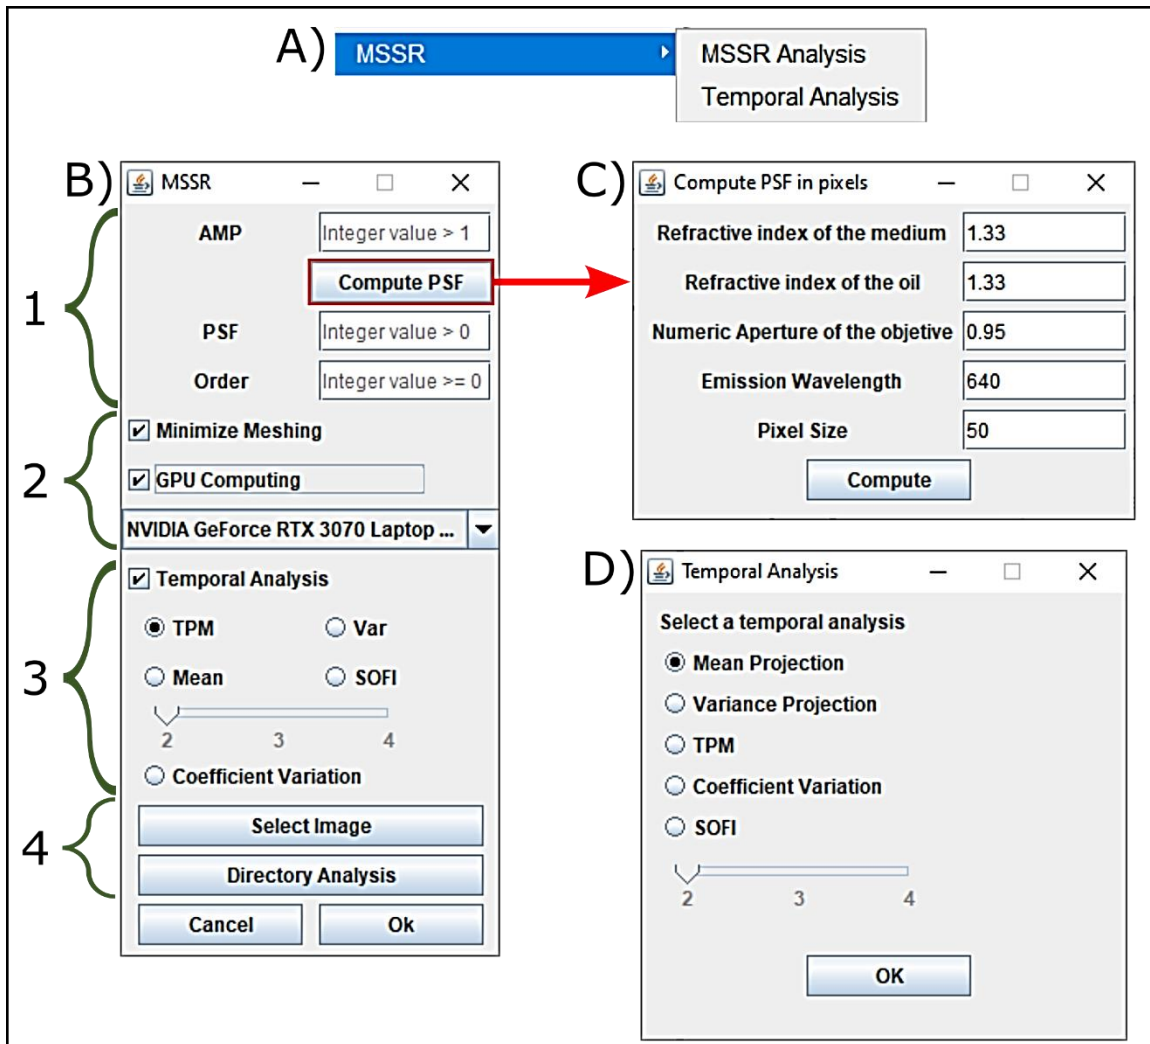 A)
MSSR
MSSR Analysis
Temporal Analysis
B)
MSSR
1
AMP
Integer value > 1
Compute PSF
PSF
Integer value > 0
Order
Integer value >= 0
2
Minimize Meshing
GPU Computing
NVIDIA GeForce RTX 3070 Laptop ...
3
Temporal Analysis
TPM
Var
Mean
SOFI
2 3 4
Coefficient Variation
4
Select Image
Directory Analysis
Cancel
Ok
C)
Compute PSF in pixels
Refractive index of the medium 1.33
Refractive index of the oil 1.33
Numeric Aperture of the objetive 0.95
Emission Wavelength 640
Pixel Size 50
Compute
D)
Temporal Analysis
Select a temporal analysis
Mean Projection
Variance Projection
TPM
Coefficient Variation
SOFI
2 3 4
OK